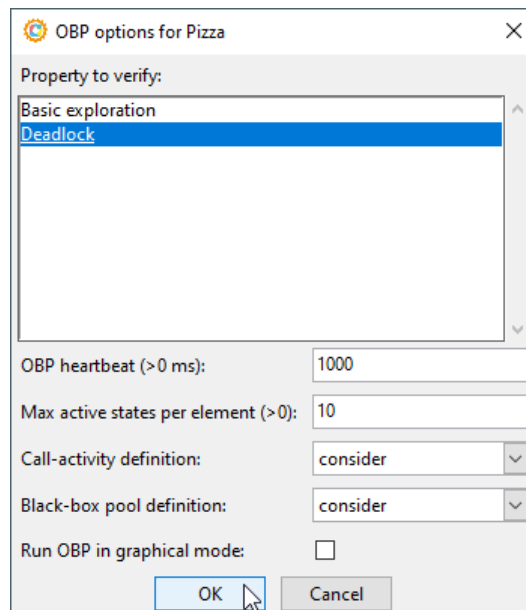 OBP options for Pizza
Property to verify:
Basic exploration
Deadlock
OBP heartbeat (>0 ms): 1000
Max active states per element (>0): 10
Call-activity definition: consider
Black-box pool definition: consider
Run OBP in graphical mode:
OK Cancel